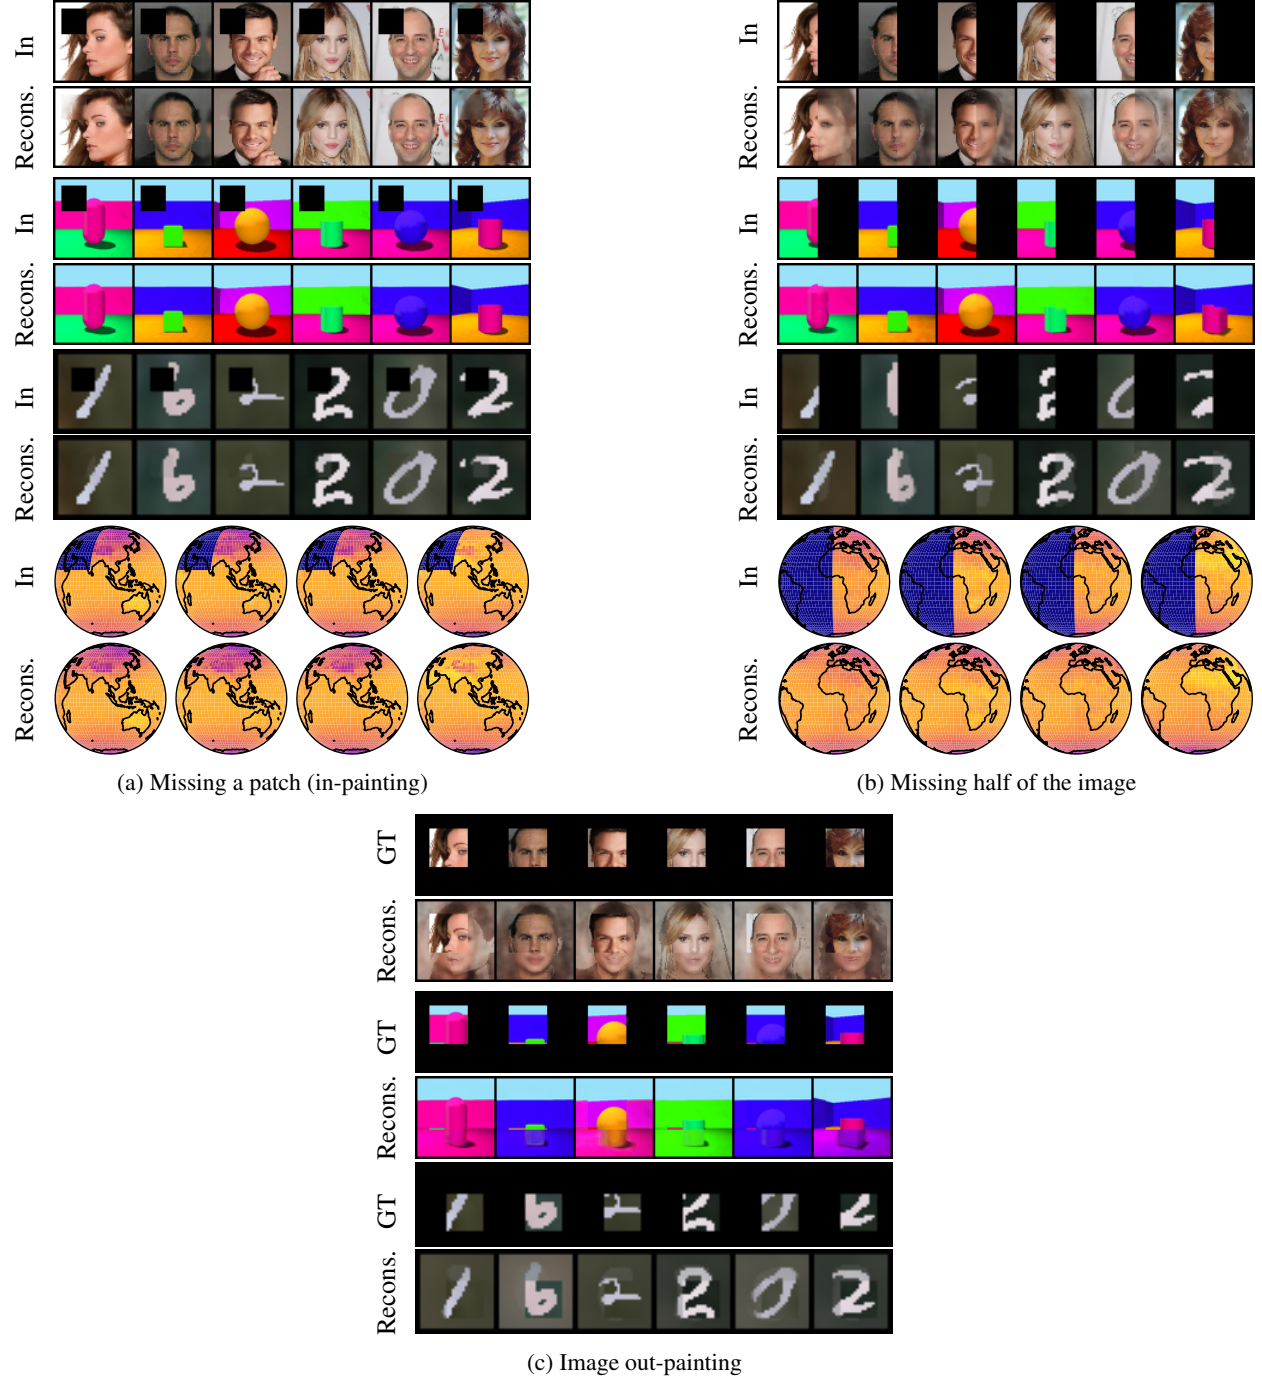 In
Recons.
In
Recons.
In
Recons.
In
Recons.
(a) Missing a patch (in-painting)
In
Recons.
In
Recons.
In
Recons.
In
Recons.
(b) Missing half of the image
GT
Recons.
GT
Recons.
GT
Recons.
(c) Image out-painting